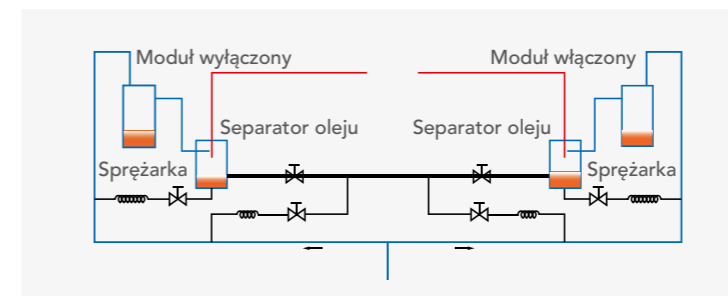 Moduł wyłączony
Moduł włączony
Separator oleju
Separator oleju
Sprężarka
Sprężarka